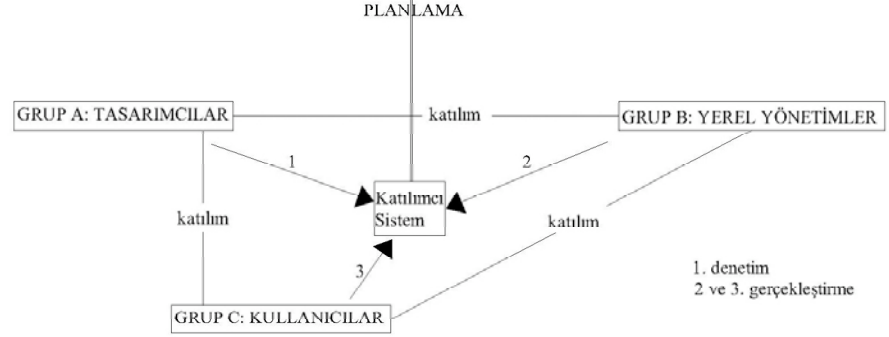 PLANLAMA
GRUP A: TASARIMCILAR
katılım
GRUP B: YEREL YÖNETİMLER
1
2
Katılımcı
Sistem
katılım
katılım
3
1. denetim
2 ve 3. gerçekleştirme
GRUP C: KULLANICILAR